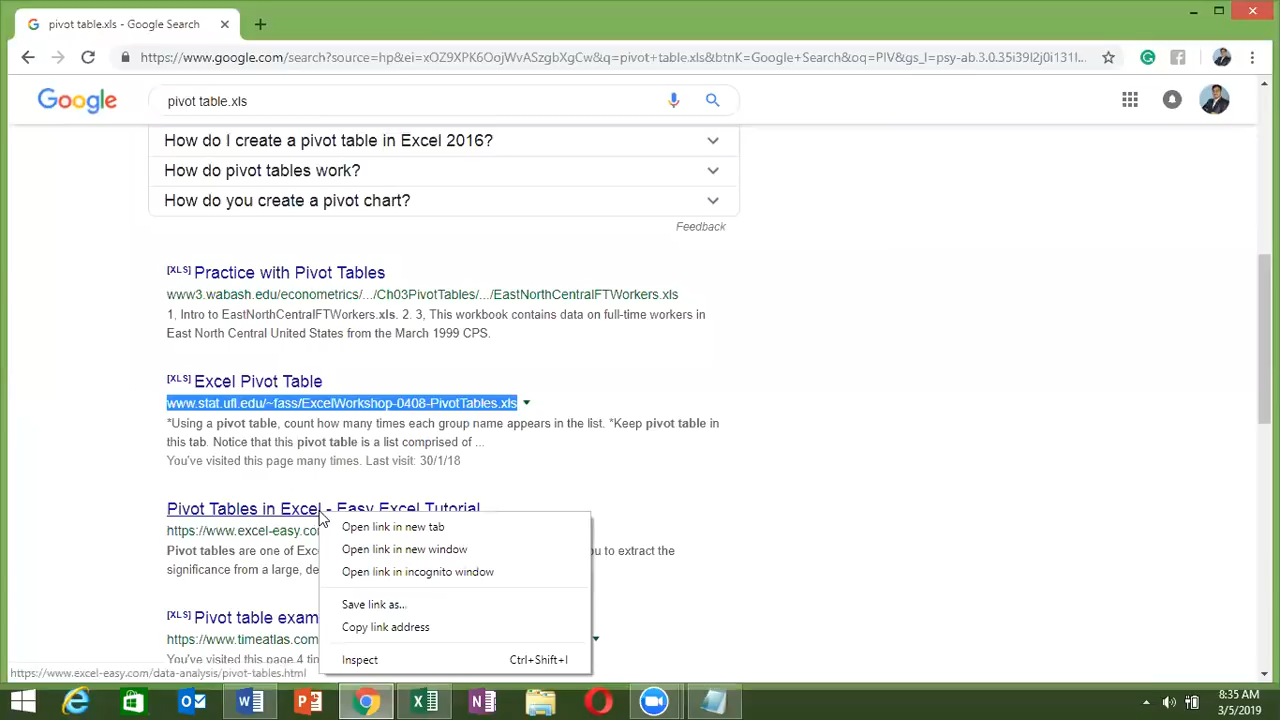 pivot table.xls - Google Search
https://www.google.com/search?source=hp&ei=xOZ9XPK6OojWvASzgbXgCw&q=pivot+table.xls&btnK=Google+Search&oq=PIV&gs_l=psy-ab.3.0.35i39l2j0i131l...
Google
pivot table.xls
How do I create a pivot table in Excel 2016?
How do pivot tables work?
How do you create a pivot chart?
Feedback
[XLS] Practice with Pivot Tables
www3.wabash.edu/econometrics/.../Ch03PivotTables/.../EastNorthCentralFTWorkers.xls
1, Intro to EastNorthCentralFTWorkers.xls. 2. 3, This workbook contains data on full-time workers in
East North Central United States from the March 1999 CPS.
[XLS] Excel Pivot Table
www.stat.ufl.edu/~fass/ExcelWorkshop-0408-PivotTables.xls
*Using a pivot table, count how many times each group name appears in the list. *Keep pivot table in
this tab. Notice that this pivot table is a list comprised of ...
You've visited this page many times. Last visit: 30/1/18
Pivot Tables in Excel - Easy Excel Tutorial
https://www.excel-easy.co
Pivot tables are one of Exc
u to extract the
significance from a large, de
Open link in new tab
Open link in new window
Open link in incognito window
Save link as...
Copy link address
Inspect Ctrl+Shift+I
[XLS] Pivot table exam
https://www.timeatlas.com
You've visited this page 4 tim
https://www.excel-easy.com/data-analysis/pivot-tables.html
8:35 AM
3/5/2019